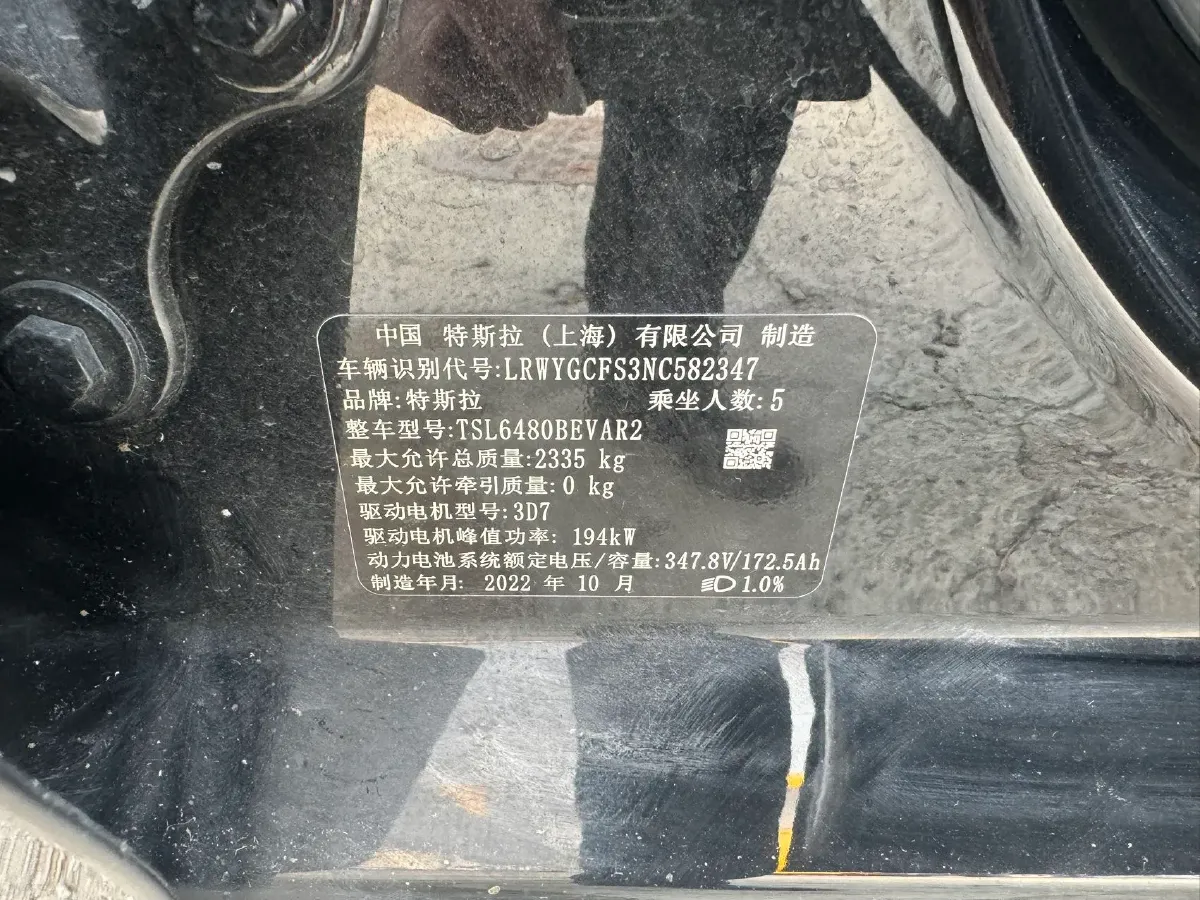 中国 特斯拉 (上海) 有限公司 制造
车辆识别代号:LRWYGCFS3NC582347
品牌:特斯拉 乘坐人数:5
整车型号:TSL6480BEVAR2
最大允许总质量:2335 kg
最大允许牵引质量:0 kg
驱动电机型号:3D7
驱动电机峰值功率: 194kW
动力电池系统额定电压/容量:347.8V/172.5Ah
制造年月: 2022 年 10 月 1.0%